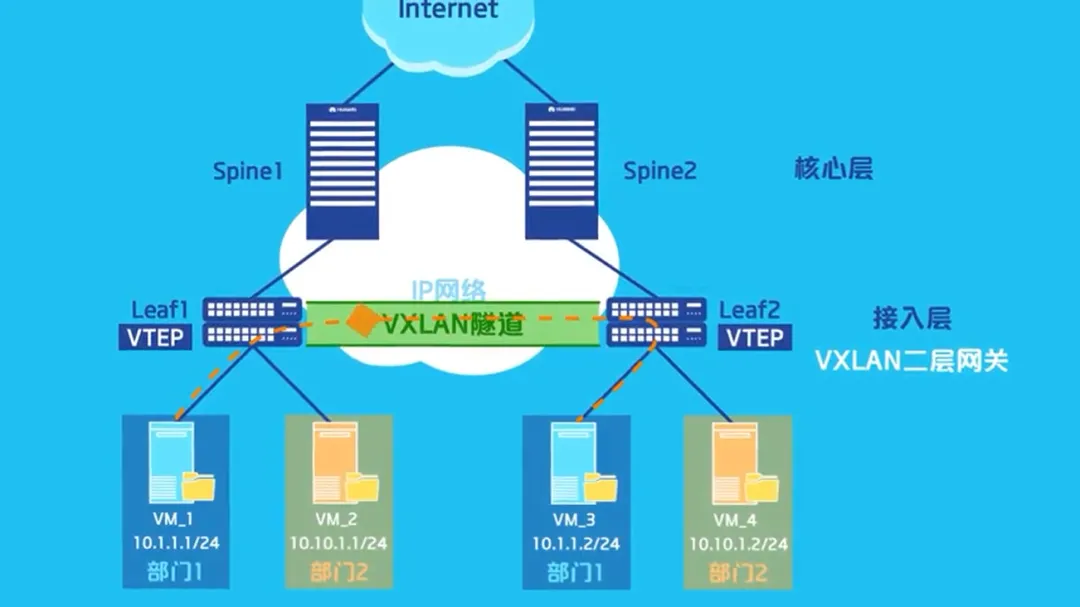 Internet
HUAWEI
HUAWEI
Spine1
Spine2
核心层
IP网络
Leaf1
Leaf2
接入层
VTEP
VXLAN隧道
VTEP
VXLAN二层网关
VM_1
VM_2
VM_3
VM_4
10.1.1.1/24
10.10.1.1/24
10.1.1.2/24
10.10.1.2/24
部门1
部门2
部门1
部门2